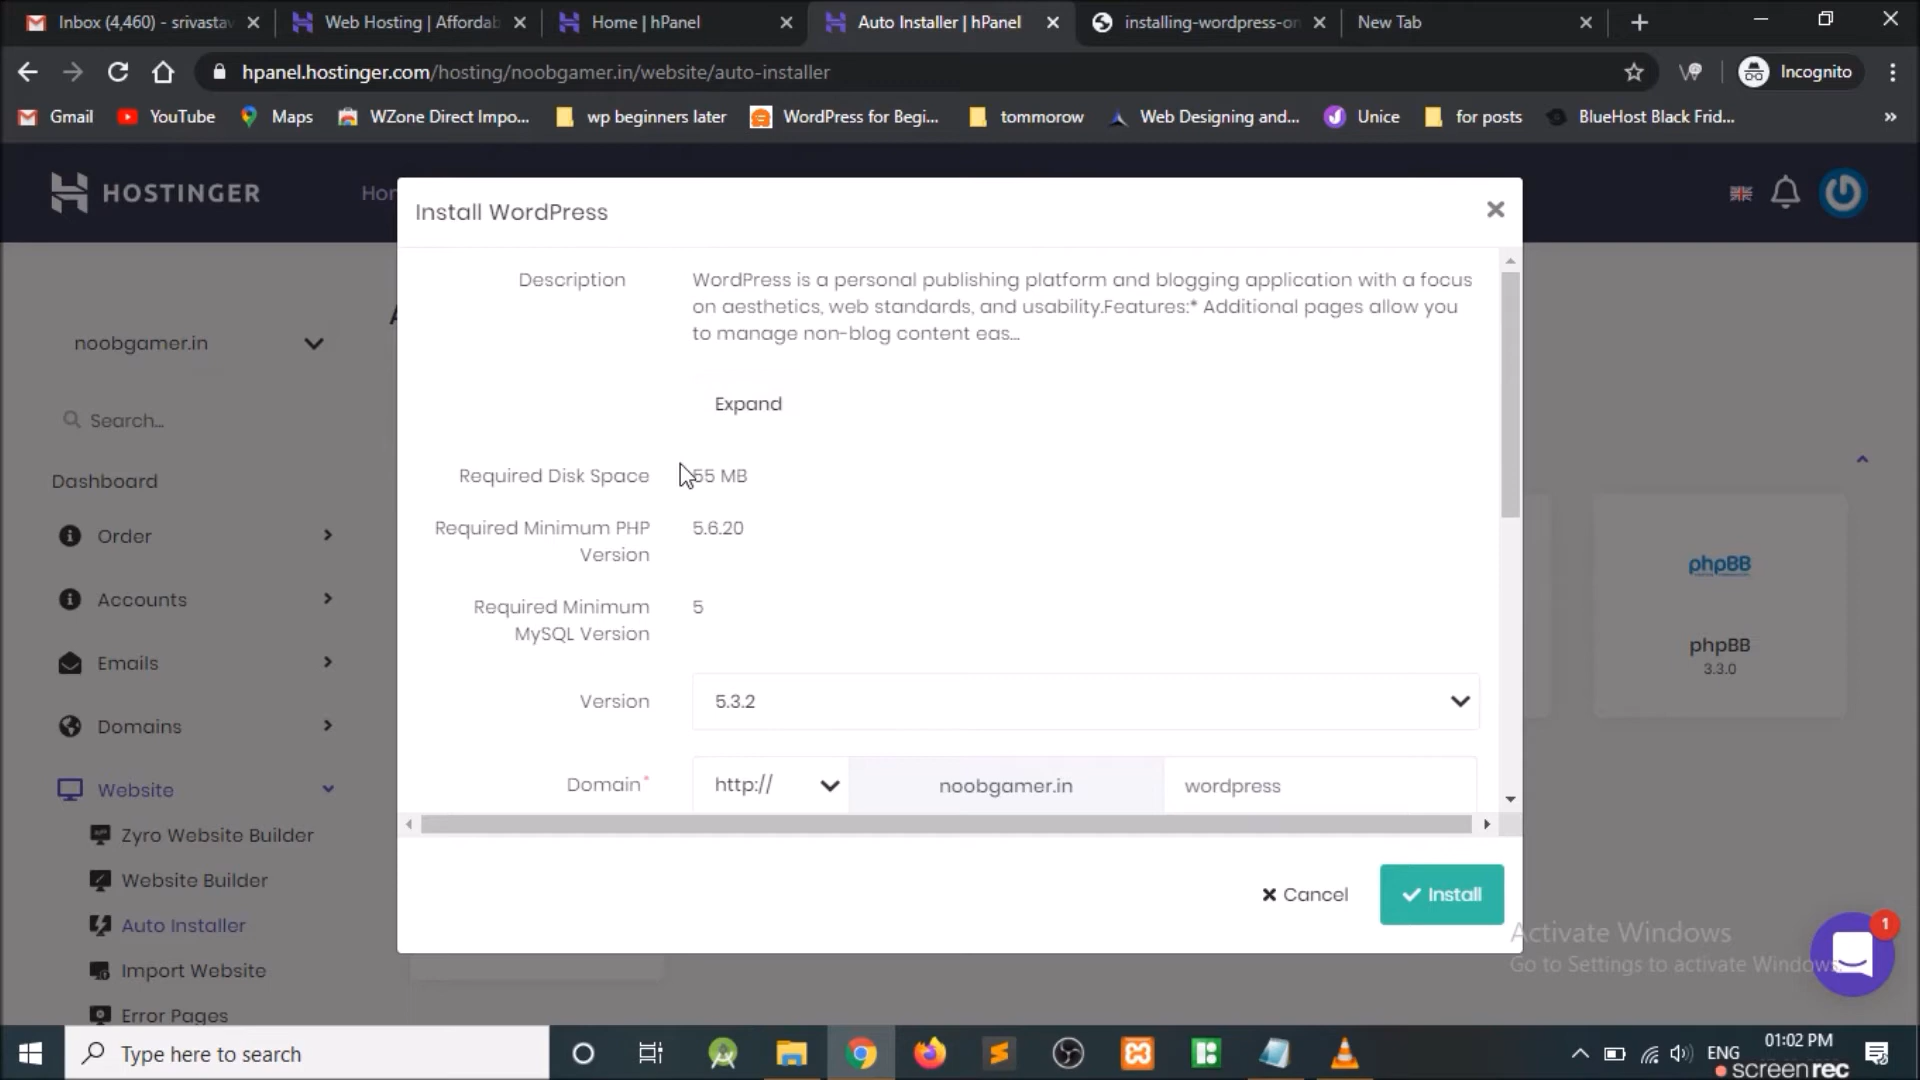 Inbox (4,460) - srivastav
Web Hosting | Affordab
Home | hPanel
Auto Installer | hPanel
installing-wordpress-on
New Tab
hpanel.hostinger.com/hosting/noobgamer.in/website/auto-installer
Incognito
Gmail
YouTube
Maps
WZone Direct Impo...
wp beginners later
WordPress for Begi...
tommorow
Web Designing and...
Unice
for posts
BlueHost Black Frid...
»
HOSTINGER
Hor
Install WordPress
noobgamer.in
Search...
Dashboard
Order
Accounts
Emails
Domains
Website
Zyro Website Builder
Website Builder
Auto Installer
Import Website
Error Pages
Description
WordPress is a personal publishing platform and blogging application with a focus
on aesthetics, web standards, and usability.Features:* Additional pages allow you
to manage non-blog content eas...
Expand
Required Disk Space
55 MB
Required Minimum PHP
Version
5.6.20
Required Minimum
MySQL Version
5
Version
5.3.2
Domain*
http://
noobgamer.in
wordpress
Cancel
Install
phpBB
phpBB
3.3.0
1
Activate Windows
Go to Settings to activate Windows.
Type here to search
ENG
01:02 PM
screenrec